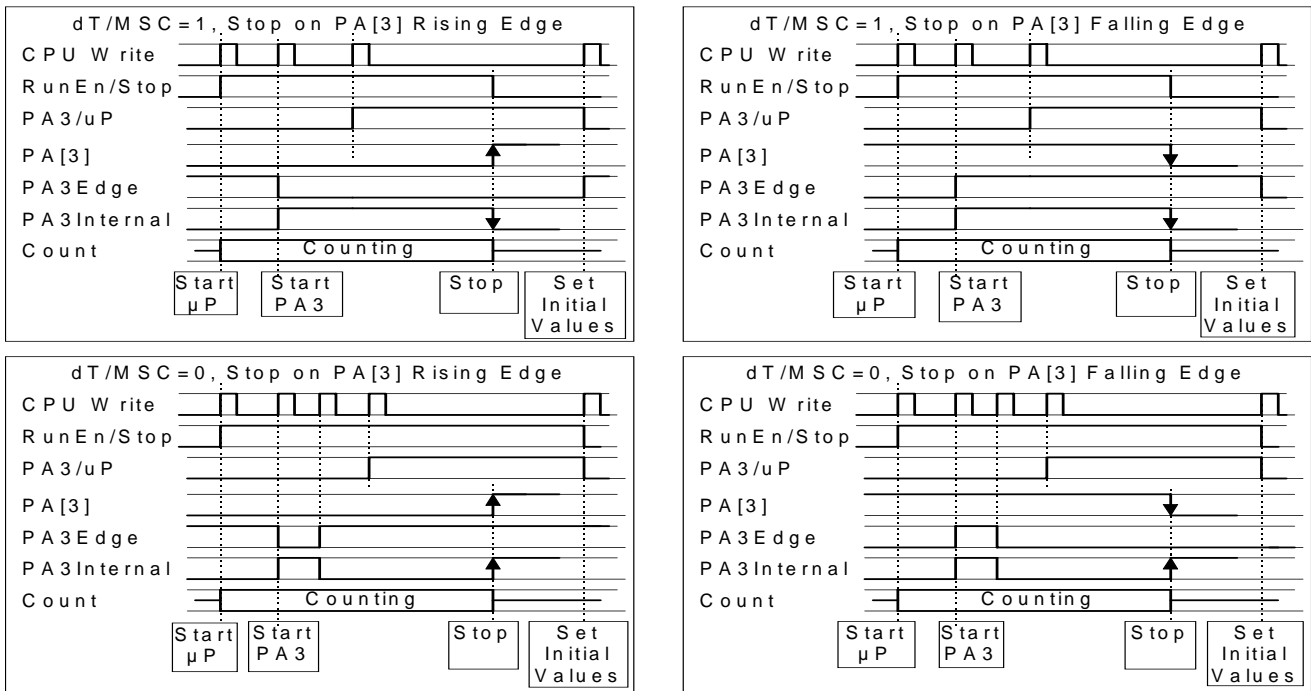 dT/MSC=1, Stop on PA[3] Rising Edge
CPU Write
RunEn/Stop
PA3/uP
PA[3]
PA3Edge
PA3Internal
Count
Counting
Start
µP
Start
PA3
Stop
Set
Initial
Values
dT/MSC=1, Stop on PA[3] Falling Edge
CPU Write
RunEn/Stop
PA3/uP
PA[3]
PA3Edge
PA3Internal
Count
Counting
Start
µP
Start
PA3
Stop
Set
Initial
Values
dT/MSC=0, Stop on PA[3] Rising Edge
CPU Write
RunEn/Stop
PA3/uP
PA[3]
PA3Edge
PA3Internal
Count
Counting
Start
µP
Start
PA3
Stop
Set
Initial
Values
dT/MSC=0, Stop on PA[3] Falling Edge
CPU Write
RunEn/Stop
PA3/uP
PA[3]
PA3Edge
PA3Internal
Count
Counting
Start
µP
Start
PA3
Stop
Set
Initial
Values